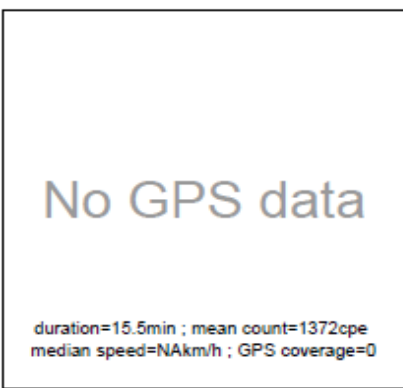 No GPS data
duration=15.5min ; mean count=1372cpe
median speed=NAkm/h ; GPS coverage=0